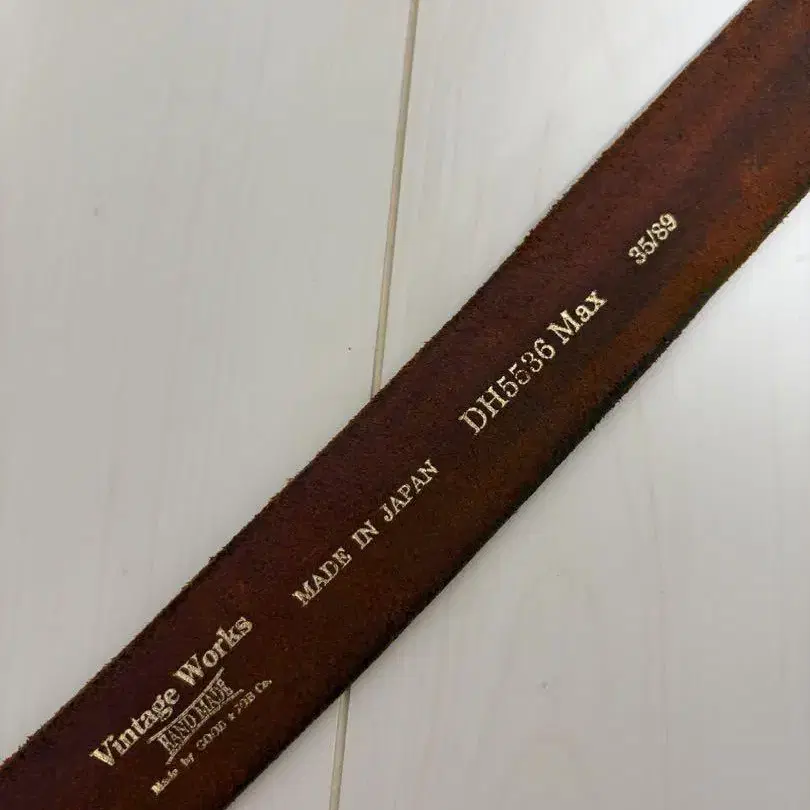 Vintage Works
HAND MADE
Made by GOOD ★ JOB Co.
MADE IN JAPAN
DH5536 Max
35/89